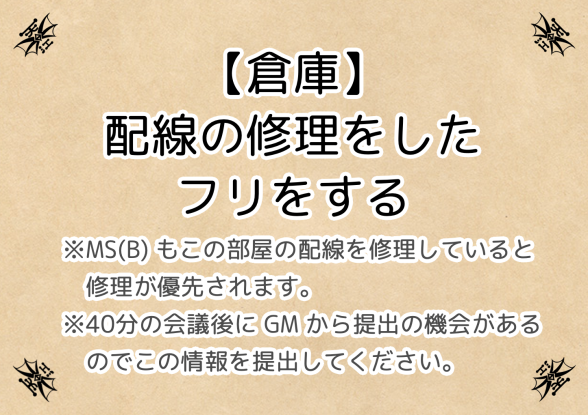 【倉庫】
配線の修理をした
フリをする
※MS(B) もこの部屋の配線を修理していると
修理が優先されます。
※40分の会議後に GM から提出の機会がある
のでこの情報を提出してください。